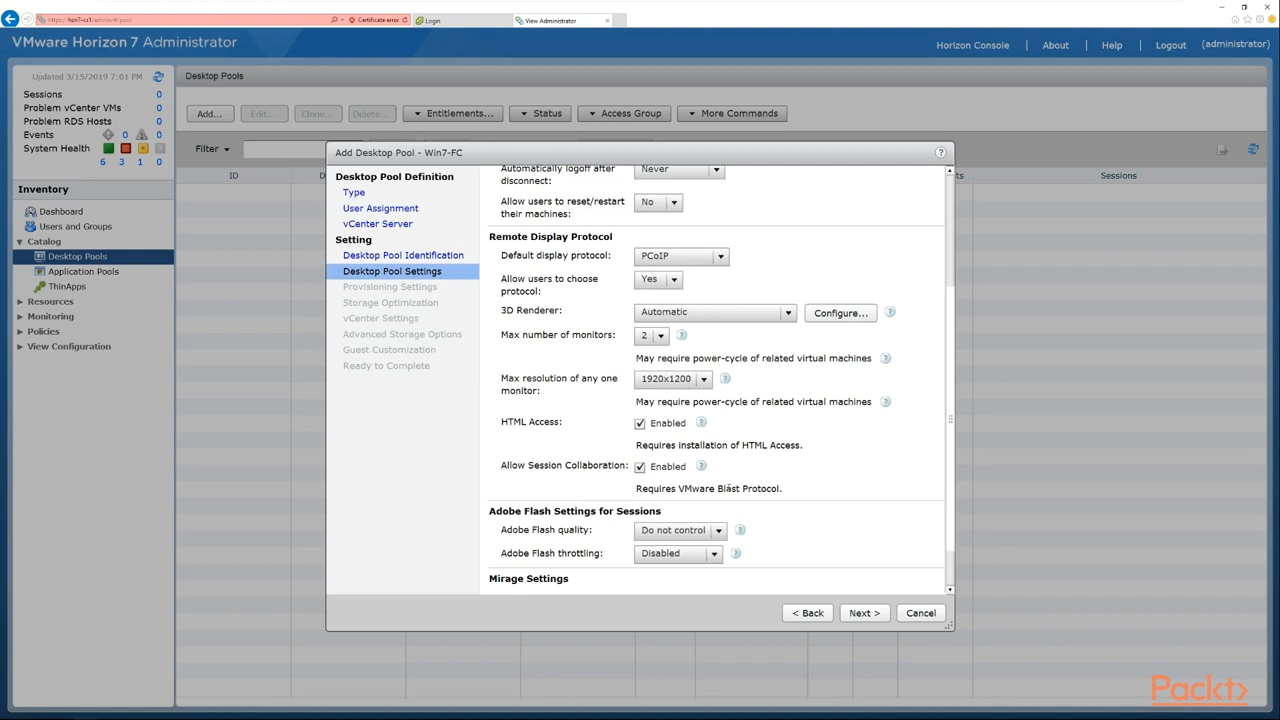 https://hzn7-cs1/admin/#/pool
Certificate error
Login
View Administrator
VMware Horizon 7 Administrator
Horizon Console
About
Help
Logout
(administrator)
Updated 3/15/2019 7:01 PM
Sessions 0
Problem vCenter VMs 0
Problem RDS Hosts 0
Events 0 0
System Health
6 3 1 0
Inventory
Dashboard
Users and Groups
Catalog
Desktop Pools
Application Pools
ThinApps
Resources
Monitoring
Policies
View Configuration
Desktop Pools
Add...
Edit...
Clone...
Delete...
Entitlements...
Status
Access Group
More Commands
Filter
ID
Sessions
Add Desktop Pool - Win7-FC
Desktop Pool Definition
Type
User Assignment
vCenter Server
Setting
Desktop Pool Identification
Desktop Pool Settings
Provisioning Settings
Storage Optimization
vCenter Settings
Advanced Storage Options
Guest Customization
Ready to Complete
Automatically logoff after Never
disconnect:
Allow users to reset/restart No
their machines:
Remote Display Protocol
Default display protocol: PCoIP
Allow users to choose Yes
protocol:
3D Renderer: Automatic Configure...
Max number of monitors: 2
May require power-cycle of related virtual machines
Max resolution of any one 1920x1200
monitor:
May require power-cycle of related virtual machines
HTML Access: Enabled
Requires installation of HTML Access.
Allow Session Collaboration: Enabled
Requires VMware Blast Protocol.
Adobe Flash Settings for Sessions
Adobe Flash quality: Do not control
Adobe Flash throttling: Disabled
Mirage Settings
< Back
Next >
Cancel
Packt